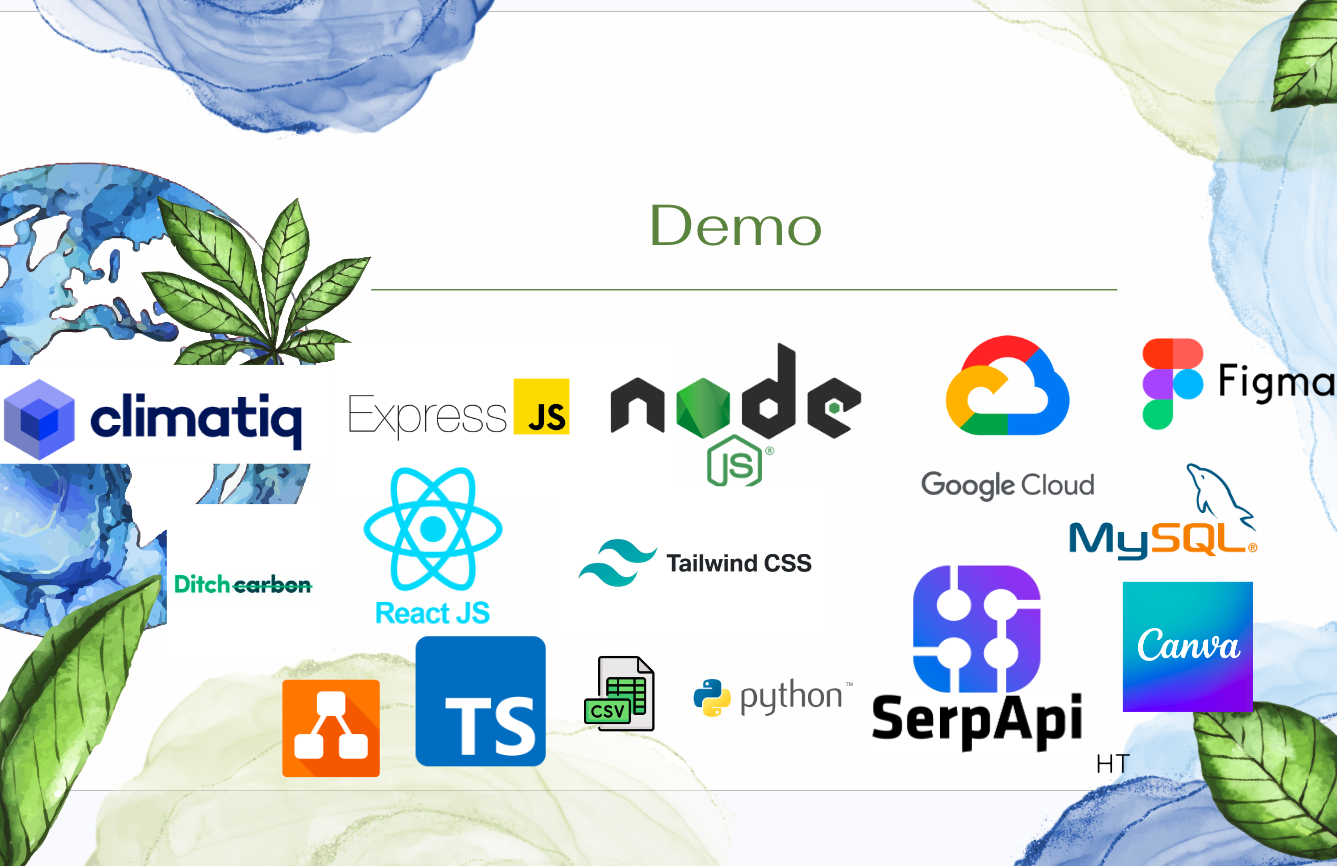 Demo
climatiq
Express JS
node
JS®
Google Cloud
Figma
React JS
Tailwind CSS
MySQL®
Ditch carbon
TS
CSV
python™
SerpApi
Canva
HT